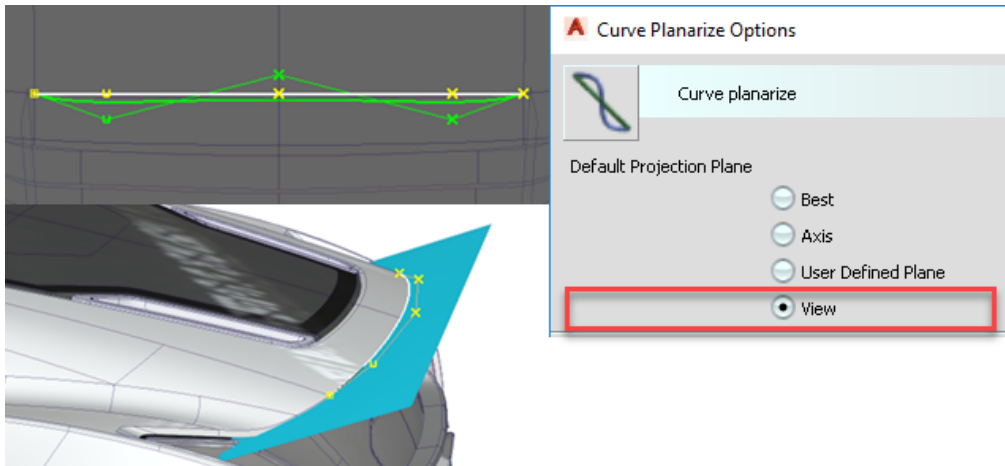 Curve Planarize Options
Curve planarize
Default Projection Plane
Best
Axis
User Defined Plane
View